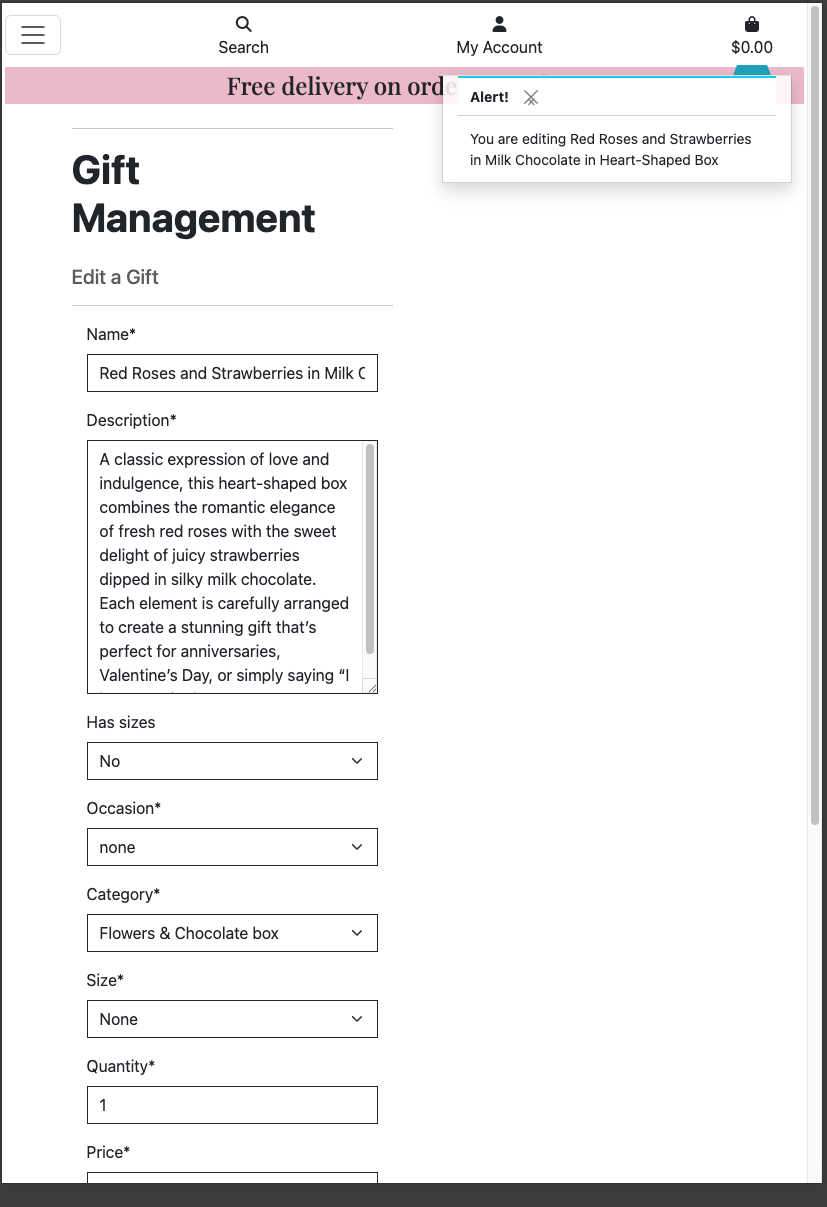 Search
My Account
$0.00
Free delivery on orde
Alert!
You are editing Red Roses and Strawberries
in Milk Chocolate in Heart-Shaped Box
Gift
Management
Edit a Gift
Name*
Red Roses and Strawberries in Milk C
Description*
A classic expression of love and
indulgence, this heart-shaped box
combines the romantic elegance
of fresh red roses with the sweet
delight of juicy strawberries
dipped in silky milk chocolate.
Each element is carefully arranged
to create a stunning gift that’s
perfect for anniversaries,
Valentine’s Day, or simply saying “I
Has sizes
No
Occasion*
none
Category*
Flowers & Chocolate box
Size*
None
Quantity*
1
Price*